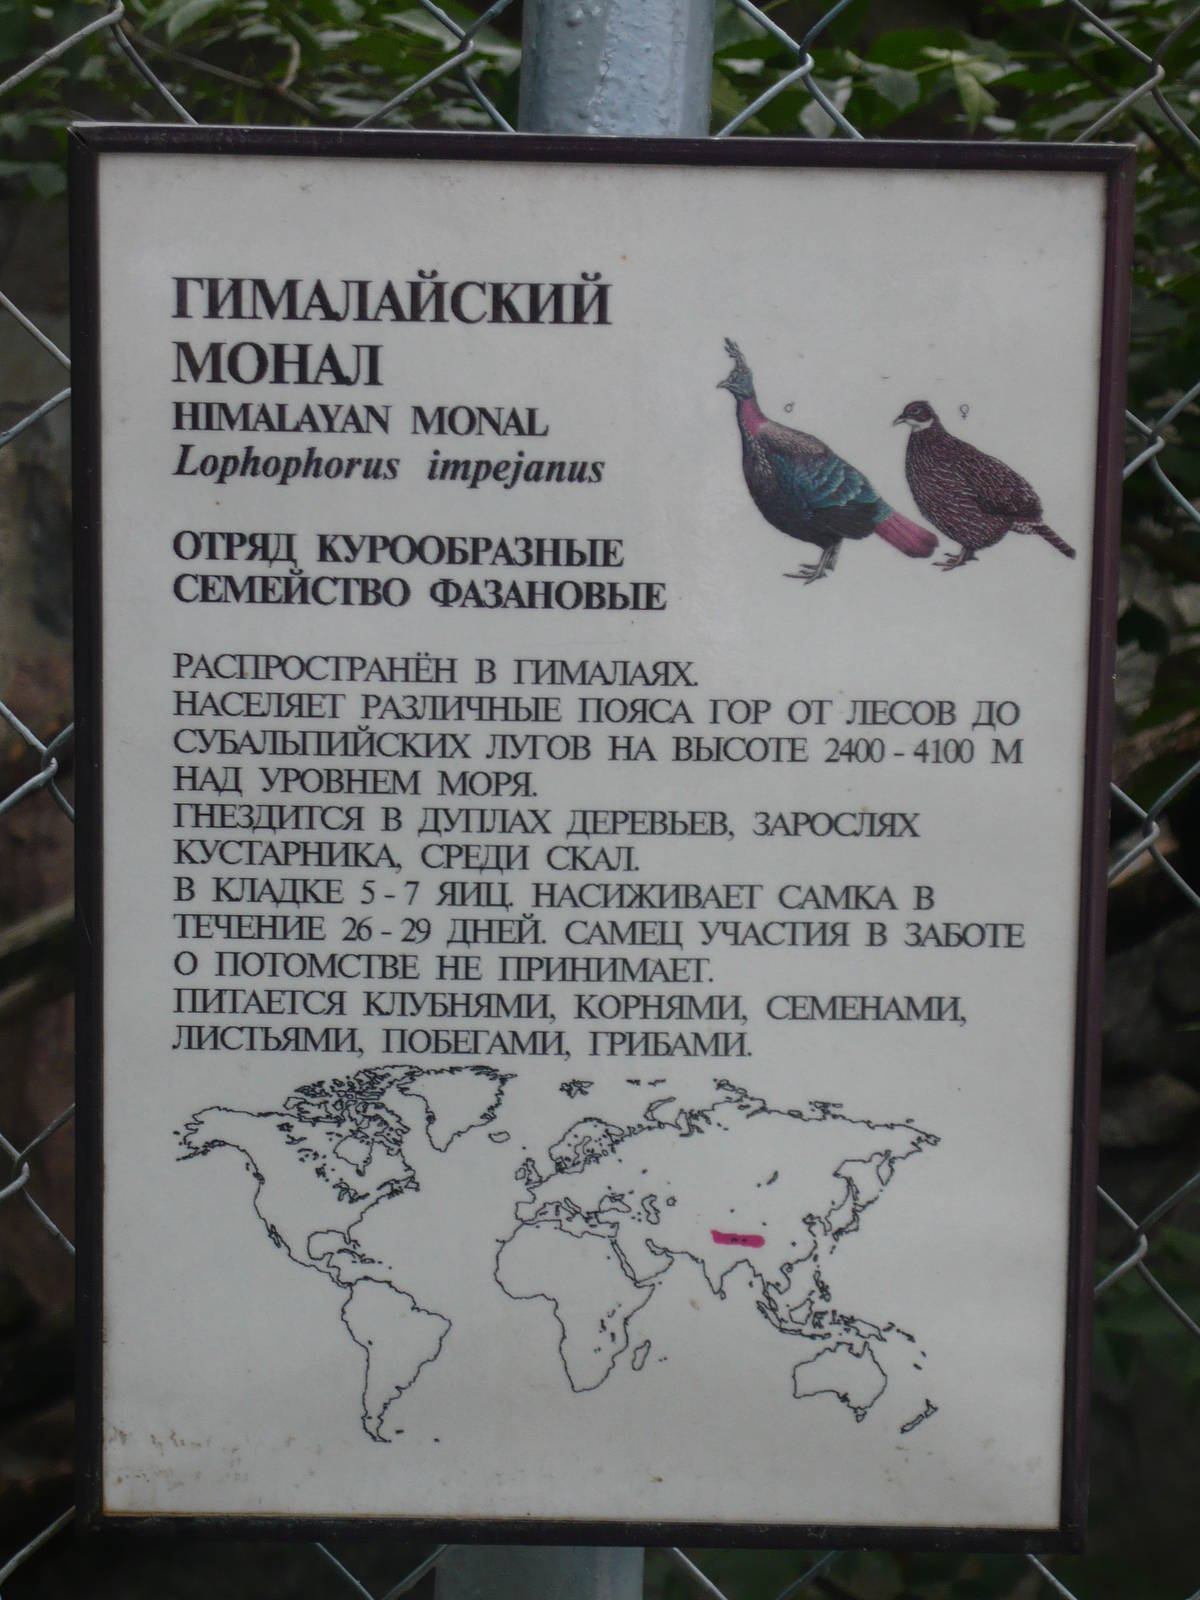 ГИМАЛАЙСКИЙ
МОНАЛ
HIMALAYAN MONAL
Lophophorus impejanus
♂
♀
ОТРЯД КУРООБРАЗНЫЕ
СЕМЕЙСТВО ФАЗАНОВЫЕ
РАСПРОСТРАНЁН В ГИМАЛАЯХ.
НАСЕЛЯЕТ РАЗЛИЧНЫЕ ПОЯСА ГОР ОТ ЛЕСОВ ДО
СУБАЛЬПИЙСКИХ ЛУГОВ НА ВЫСОТЕ 2400 - 4100 М
НАД УРОВНЕМ МОРЯ.
ГНЕЗДИТСЯ В ДУПЛАХ ДЕРЕВЬЕВ, ЗАРОСЛЯХ
КУСТАРНИКА, СРЕДИ СКАЛ.
В КЛАДКЕ 5 - 7 ЯИЦ. НАСИЖИВАЕТ САМКА В
ТЕЧЕНИЕ 26 - 29 ДНЕЙ. САМЕЦ УЧАСТИЯ В ЗАБОТЕ
О ПОТОМСТВЕ НЕ ПРИНИМАЕТ.
ПИТАЕТСЯ КЛУБНЯМИ, КОРНЯМИ, СЕМЕНАМИ,
ЛИСТЬЯМИ, ПОБЕГАМИ, ГРИБАМИ.